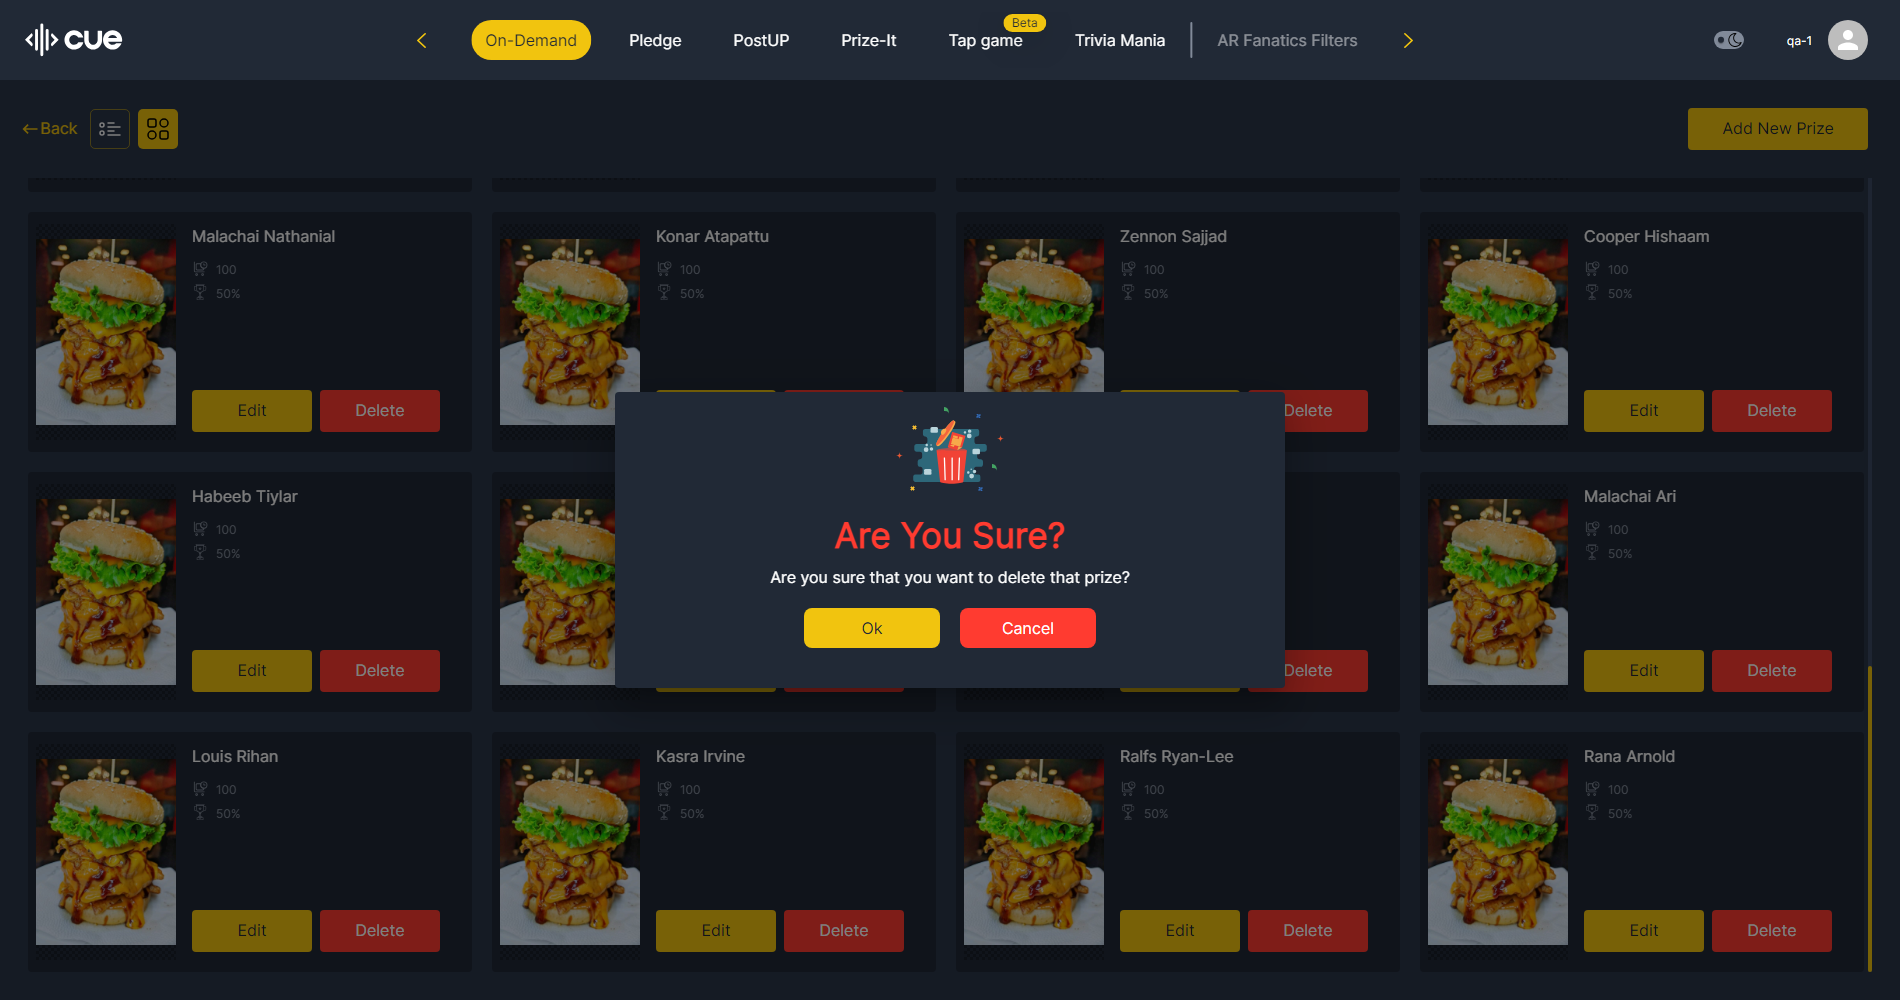 cue
On-Demand
Pledge
PostUP
Prize-It
Tap game
Beta
Trivia Mania
AR Fanatics Filters
qa-1
Back
Add New Prize
Malachai Nathanial
100
50%
Edit
Delete
Konar Atapattu
100
50%
Zennon Sajjad
100
50%
Delete
Cooper Hishaam
100
50%
Edit
Delete
Habeeb Tiylar
100
50%
Edit
Delete
Are You Sure?
Are you sure that you want to delete that prize?
Ok
Cancel
Delete
Malachai Ari
100
50%
Edit
Delete
Louis Rihan
100
50%
Edit
Delete
Kasra Irvine
100
50%
Edit
Delete
Ralfs Ryan-Lee
100
50%
Edit
Delete
Rana Arnold
100
50%
Edit
Delete